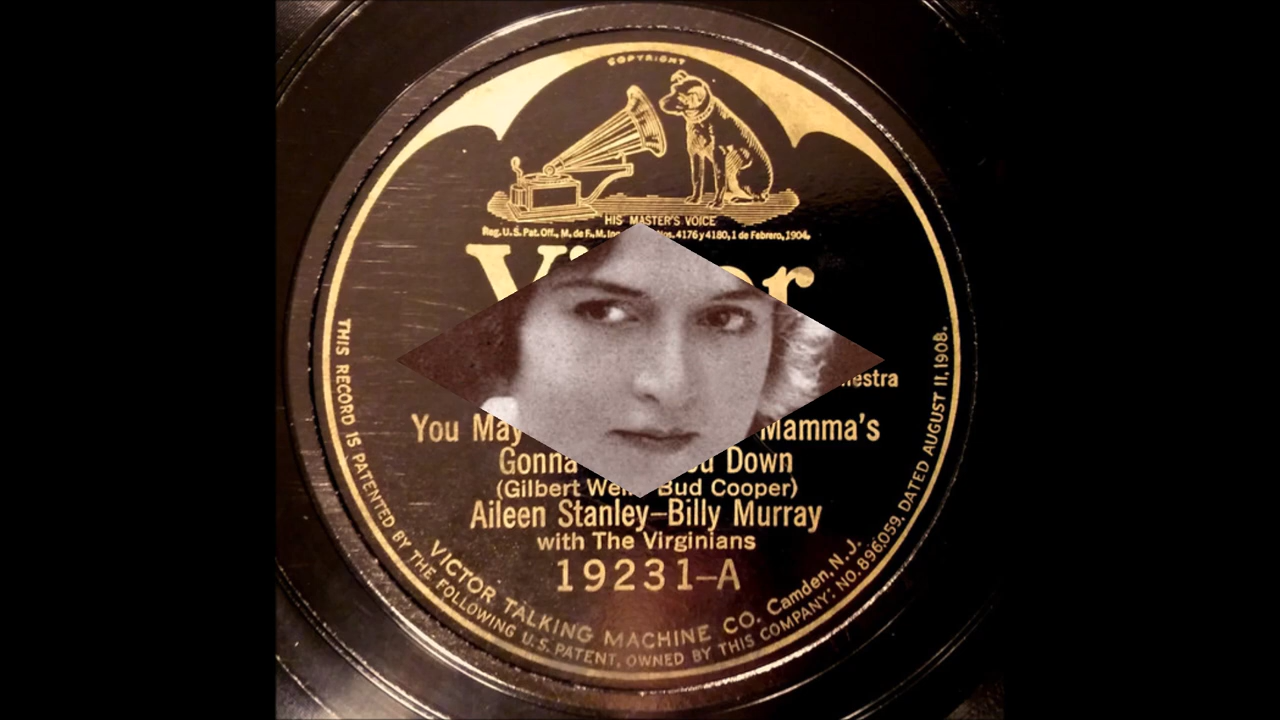 COPYRIGHT
HIS MASTER'S VOICE
Reg. U.S. Pat. Off., M. de F., M. 4176 y 4180, 1 de Febrero, 1904.
You May Mamma's
Gonna Down
(Gilbert Bud Cooper)
Aileen Stanley–Billy Murray
with The Virginians
19231–A
VICTOR TALKING MACHINE CO. Camden, N.J.
THIS RECORD IS PATENTED BY THE FOLLOWING U.S. PATENT, OWNED BY THIS COMPANY: NO. 896,059, DATED AUGUST 11, 1908.